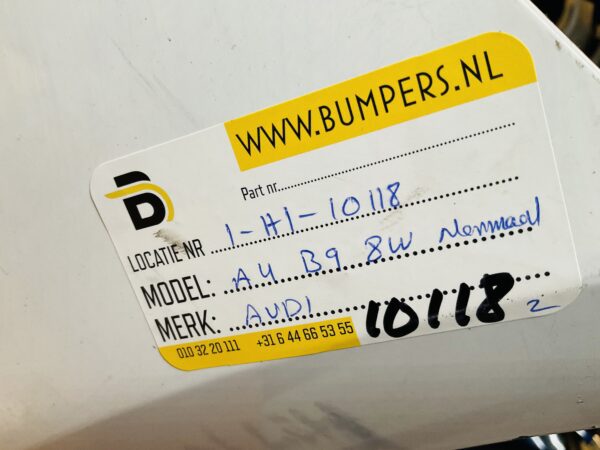 WWW.BUMPERS.NL
Part nr.
LOCATIE NR 1-H1-10118
MODEL: A4 B9 8W
MERK: AUDI
10118 2
010 32 20 111 +31 6 44 66 53 55